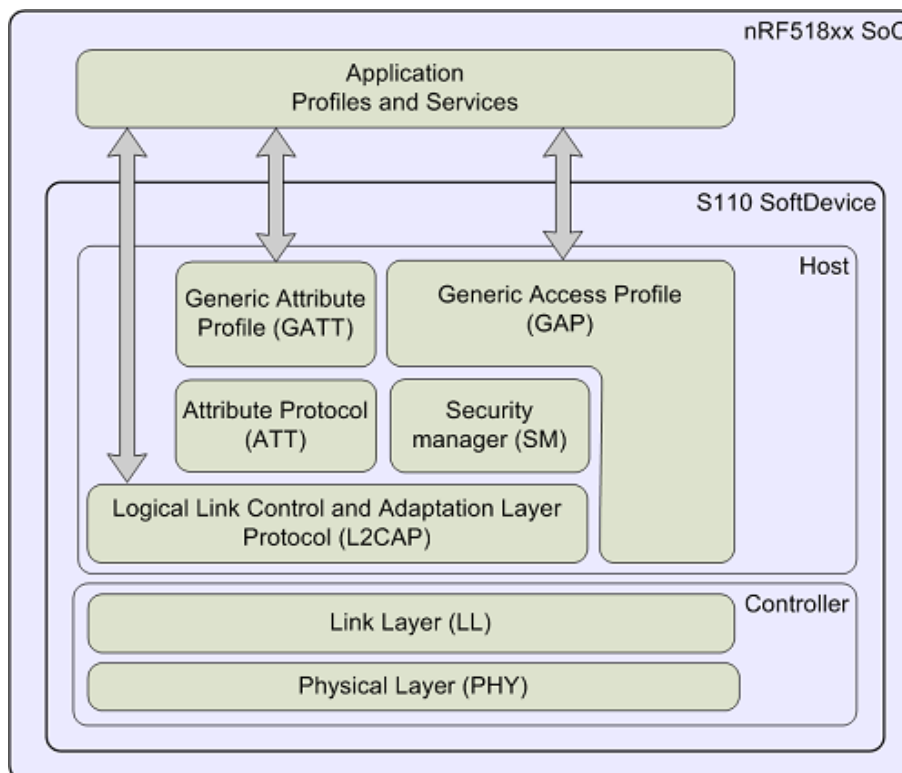 nRF518xx SoC
Application
Profiles and Services
S110 SoftDevice
Host
Generic Attribute
Profile (GATT)
Generic Access Profile
(GAP)
Attribute Protocol
(ATT)
Security
manager (SM)
Logical Link Control and Adaptation Layer
Protocol (L2CAP)
Controller
Link Layer (LL)
Physical Layer (PHY)